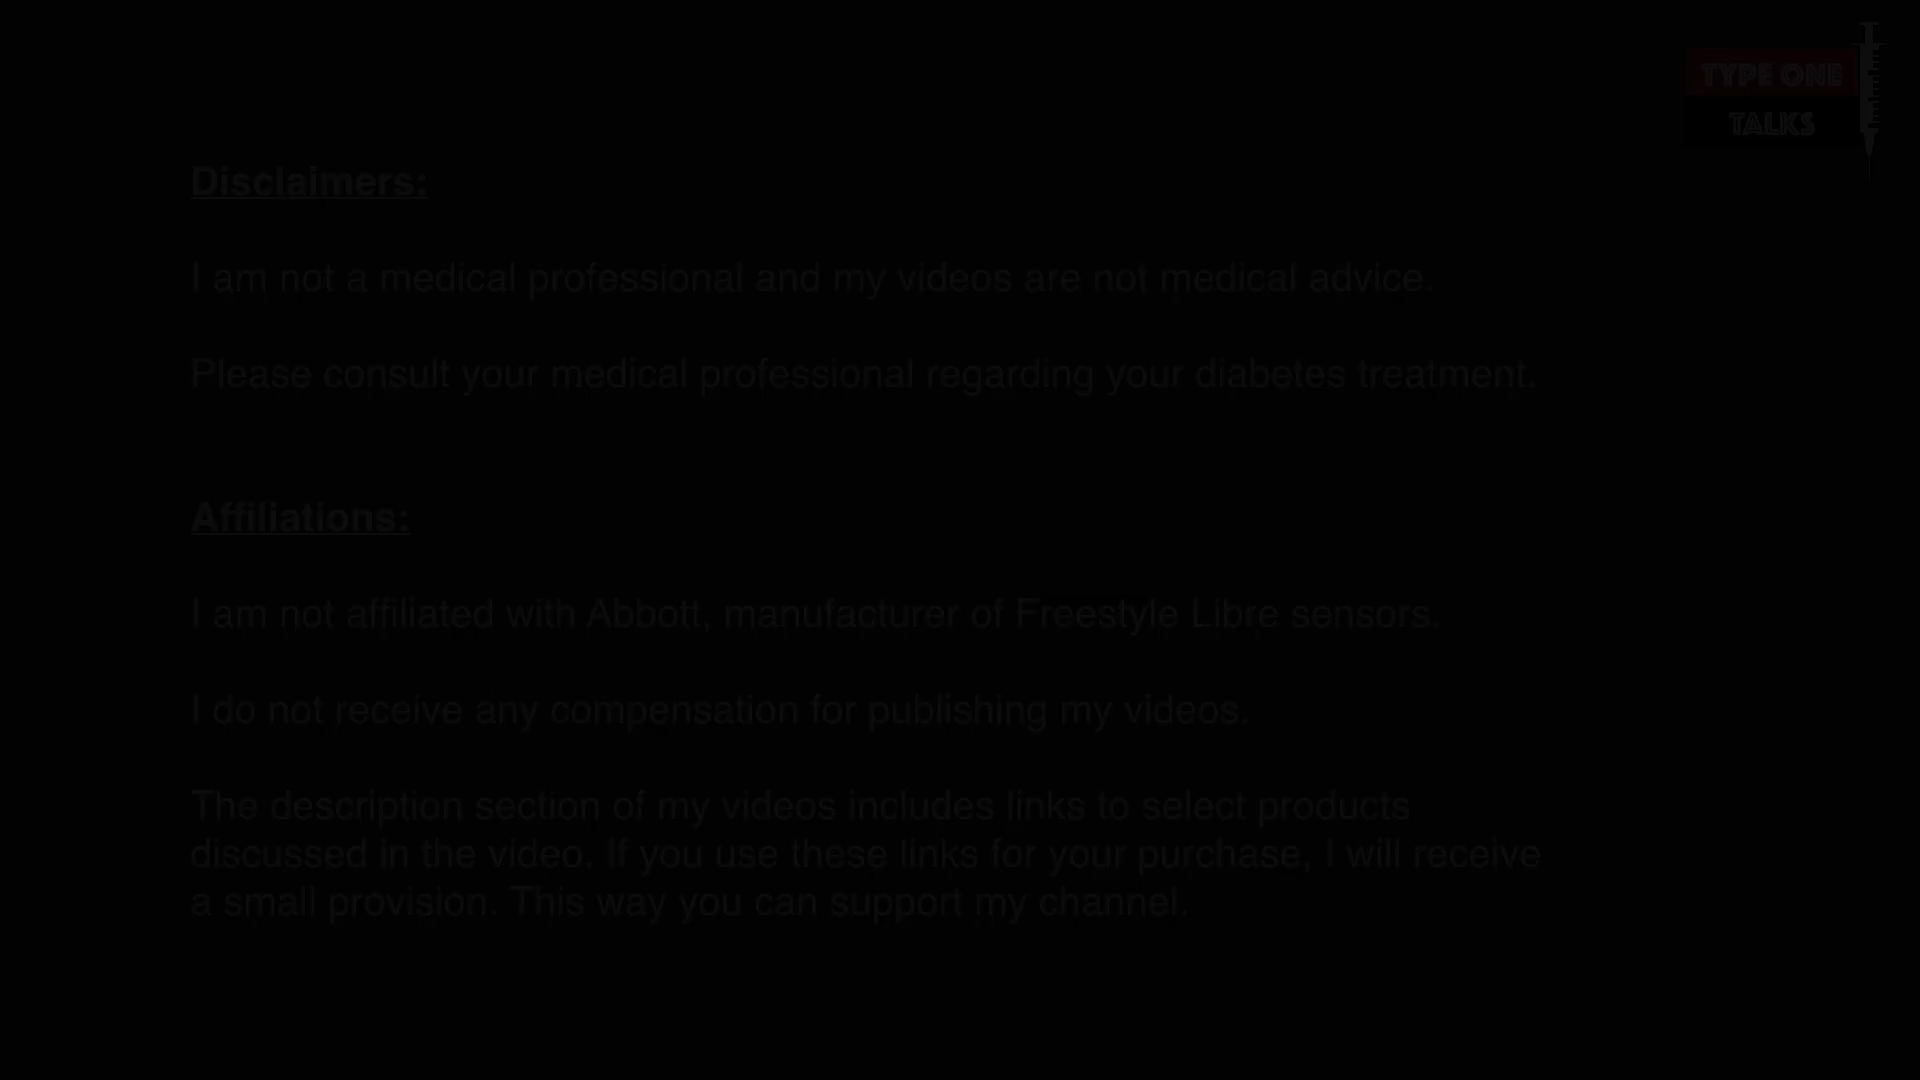 TYPE ONE
TALKS
Disclaimers:
I am not a medical professional and my videos are not medical advice.
Please consult your medical professional regarding your diabetes treatment.
Affiliations:
I am not affiliated with Abbott, manufacturer of Freestyle Libre sensors.
I do not receive any compensation for publishing my videos.
The description section of my videos includes links to select products
discussed in the video. If you use these links for your purchase, I will receive
a small provision. This way you can support my channel.